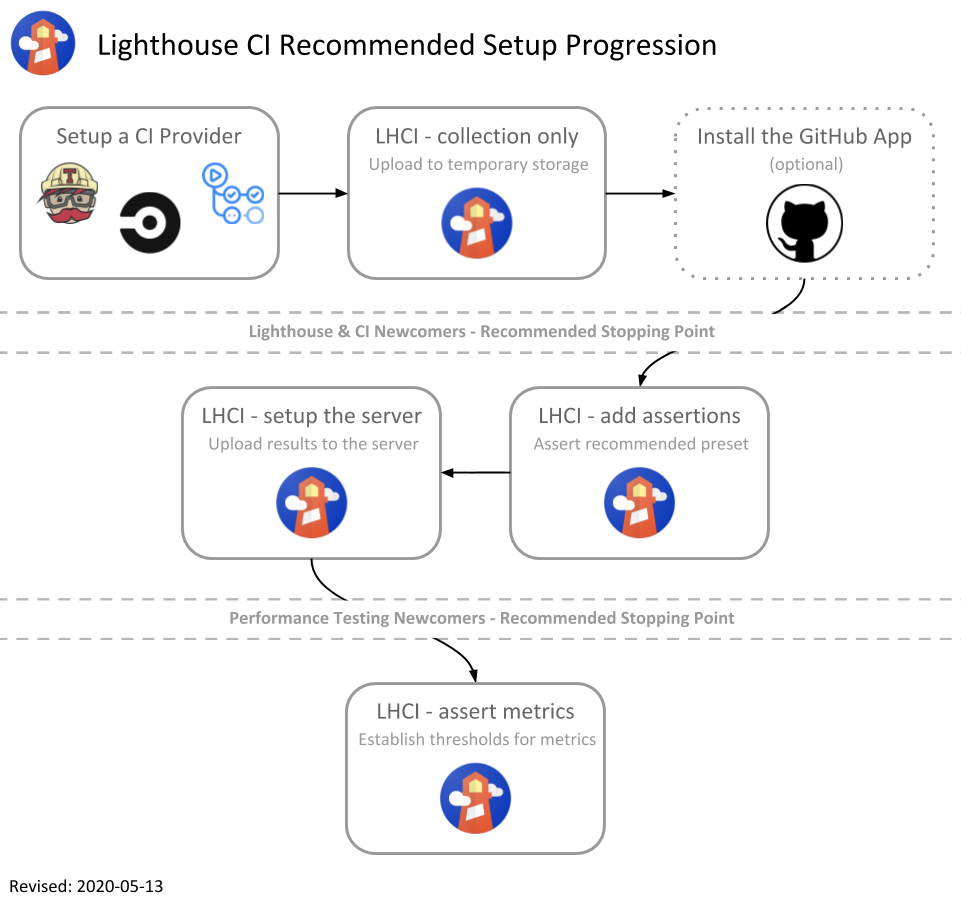 Lighthouse CI Recommended Setup Progression
Setup a CI Provider
T
LHCI - collection only
Upload to temporary storage
Install the GitHub App
(optional)
Lighthouse & CI Newcomers - Recommended Stopping Point
LHCI - setup the server
Upload results to the server
LHCI - add assertions
Assert recommended preset
Performance Testing Newcomers - Recommended Stopping Point
LHCI - assert metrics
Establish thresholds for metrics
Revised: 2020-05-13